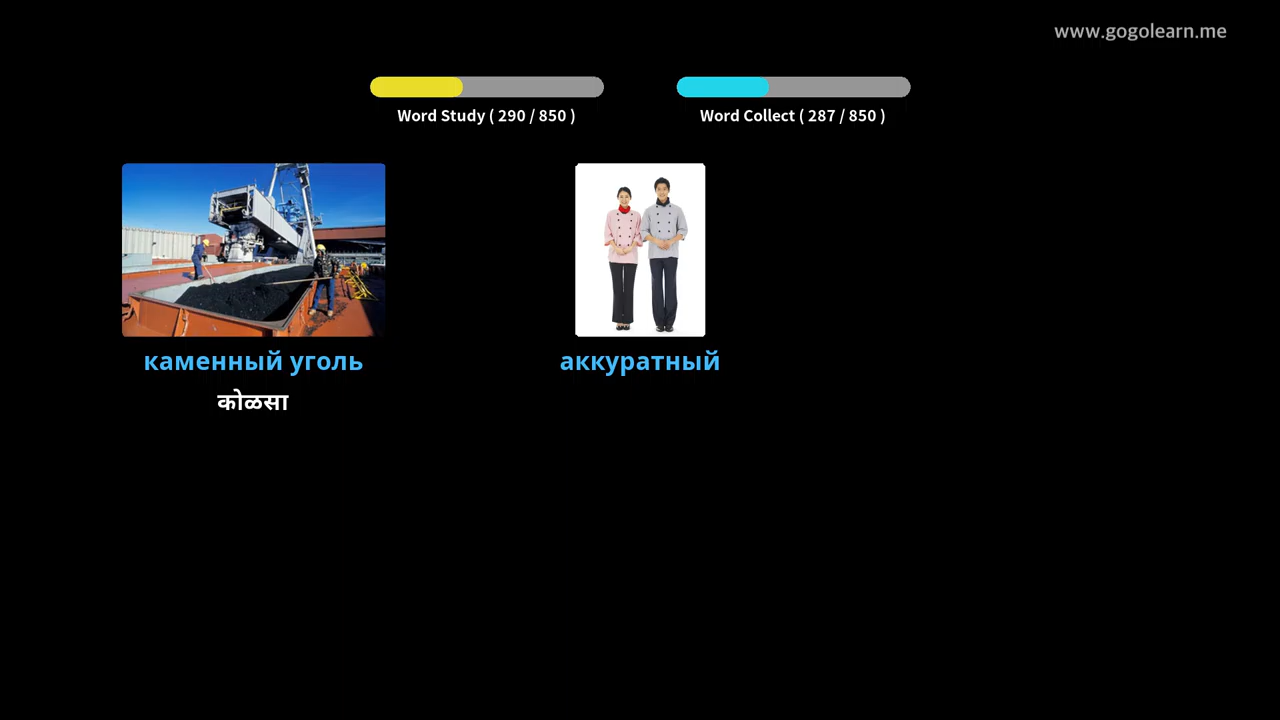 www.gogolearn.me
Word Study ( 290 / 850 )
Word Collect ( 287 / 850 )
каменный уголь
कोळसा
аккуратный